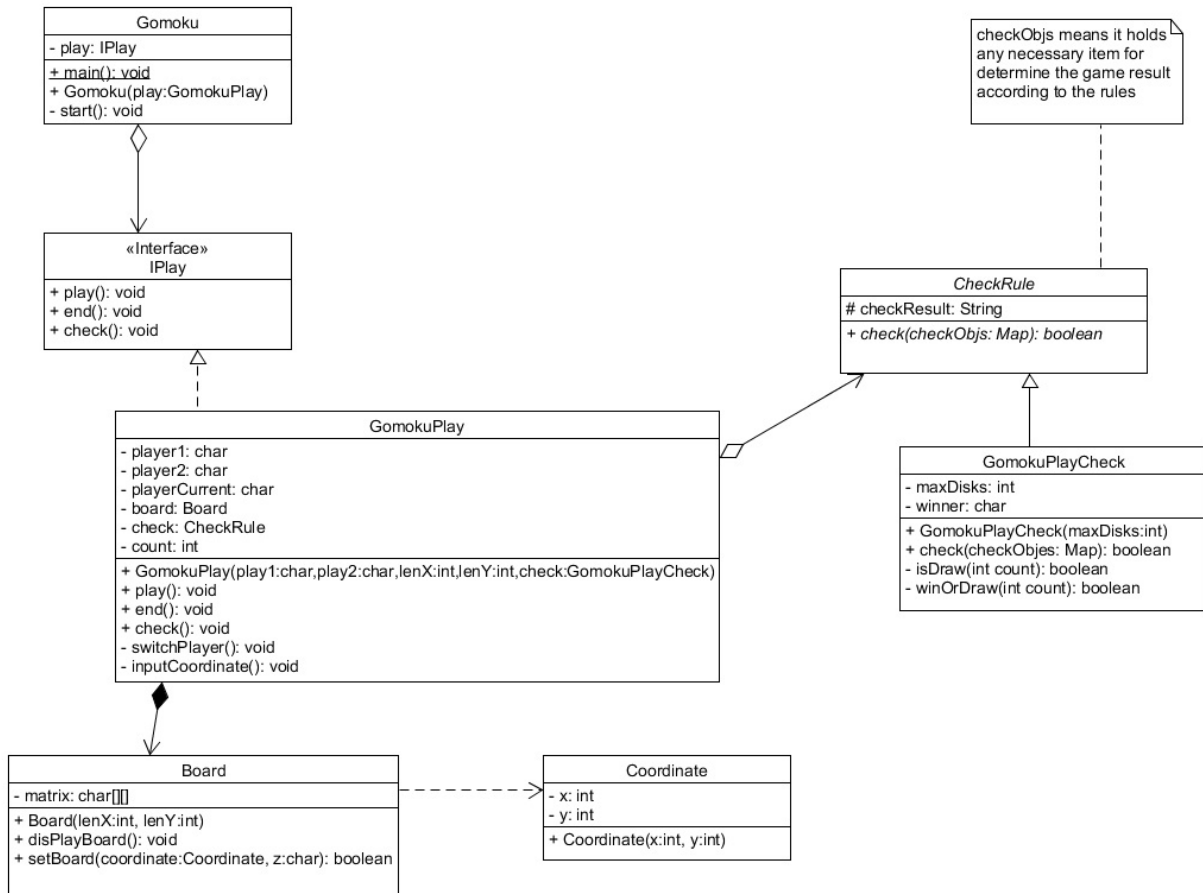 Gomoku
- play: IPlay
+ main(): void
+ Gomoku(play:GomokuPlay)
- start(): void
checkObjs means it holds
any necessary item for
determine the game result
according to the rules
«Interface»
IPlay
+ play(): void
+ end(): void
+ check(): void
CheckRule
# checkResult: String
+ check(checkObjs: Map): boolean
GomokuPlay
- player1: char
- player2: char
- playerCurrent: char
- board: Board
- check: CheckRule
- count: int
+ GomokuPlay(play1:char,play2:char,lenX:int,lenY:int,check:GomokuPlayCheck)
+ play(): void
+ end(): void
+ check(): void
- switchPlayer(): void
- inputCoordinate(): void
GomokuPlayCheck
- maxDisks: int
- winner: char
+ GomokuPlayCheck(maxDisks:int)
+ check(checkObjes: Map): boolean
- isDraw(int count): boolean
- winOrDraw(int count): boolean
Board
- matrix: char[][]
+ Board(lenX:int, lenY:int)
+ disPlayBoard(): void
+ setBoard(coordinate:Coordinate, z:char): boolean
Coordinate
- x: int
- y: int
+ Coordinate(x:int, y:int)